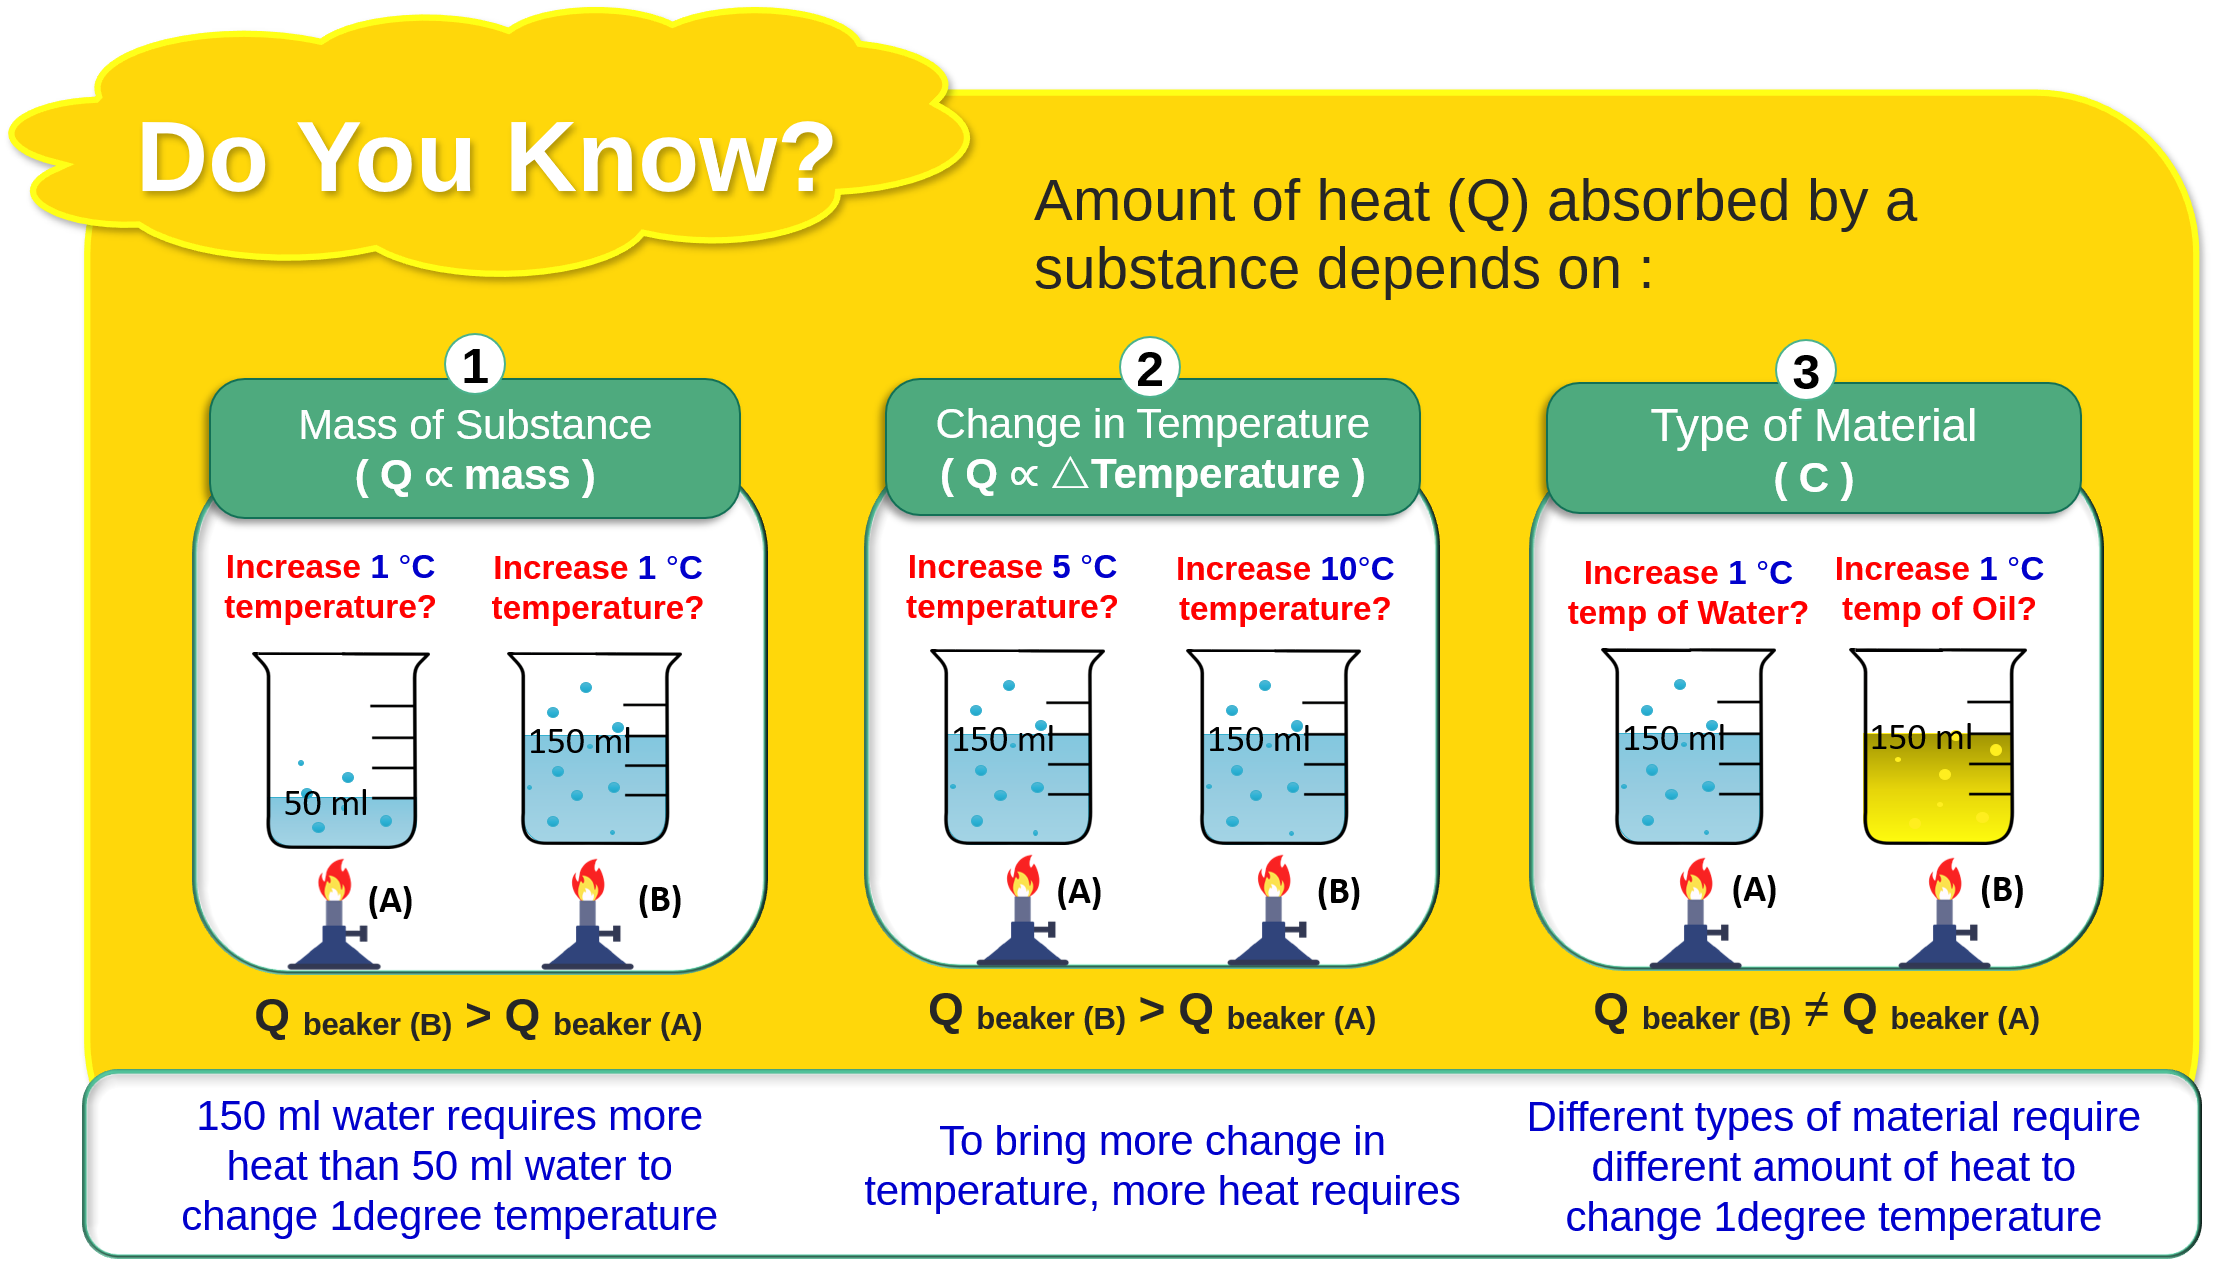 Do You Know?
Amount of heat (Q) absorbed by a
substance depends on :
1
Mass of Substance
( Q ∝ mass )
Increase 1 °C
temperature?
Increase 1 °C
temperature?
50 ml
150 ml
(A)
(B)
Q beaker (B) > Q beaker (A)
2
Change in Temperature
( Q ∝ △Temperature )
Increase 5 °C
temperature?
Increase 10°C
temperature?
150 ml
150 ml
(A)
(B)
Q beaker (B) > Q beaker (A)
3
Type of Material
( C )
Increase 1 °C
temp of Water?
Increase 1 °C
temp of Oil?
150 ml
150 ml
(A)
(B)
Q beaker (B) ≠ Q beaker (A)
150 ml water requires more
heat than 50 ml water to
change 1degree temperature
To bring more change in
temperature, more heat requires
Different types of material require
different amount of heat to
change 1degree temperature